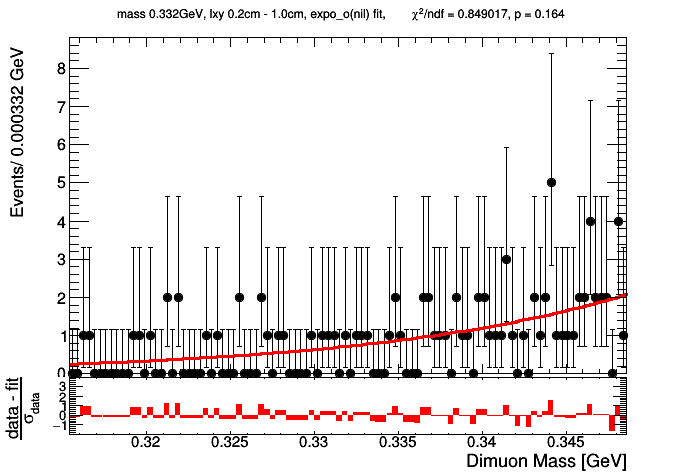 mass 0.332GeV, lxy 0.2cm - 1.0cm, expo_o(nil) fit, χ²/ndf = 0.849017, p = 0.164
Events/ 0.000332 GeV
8
7
6
5
4
3
2
1
0
data - fit
σdata
3
2
1
0
−1
0.32 0.325 0.33 0.335 0.34 0.345
Dimuon Mass [GeV]